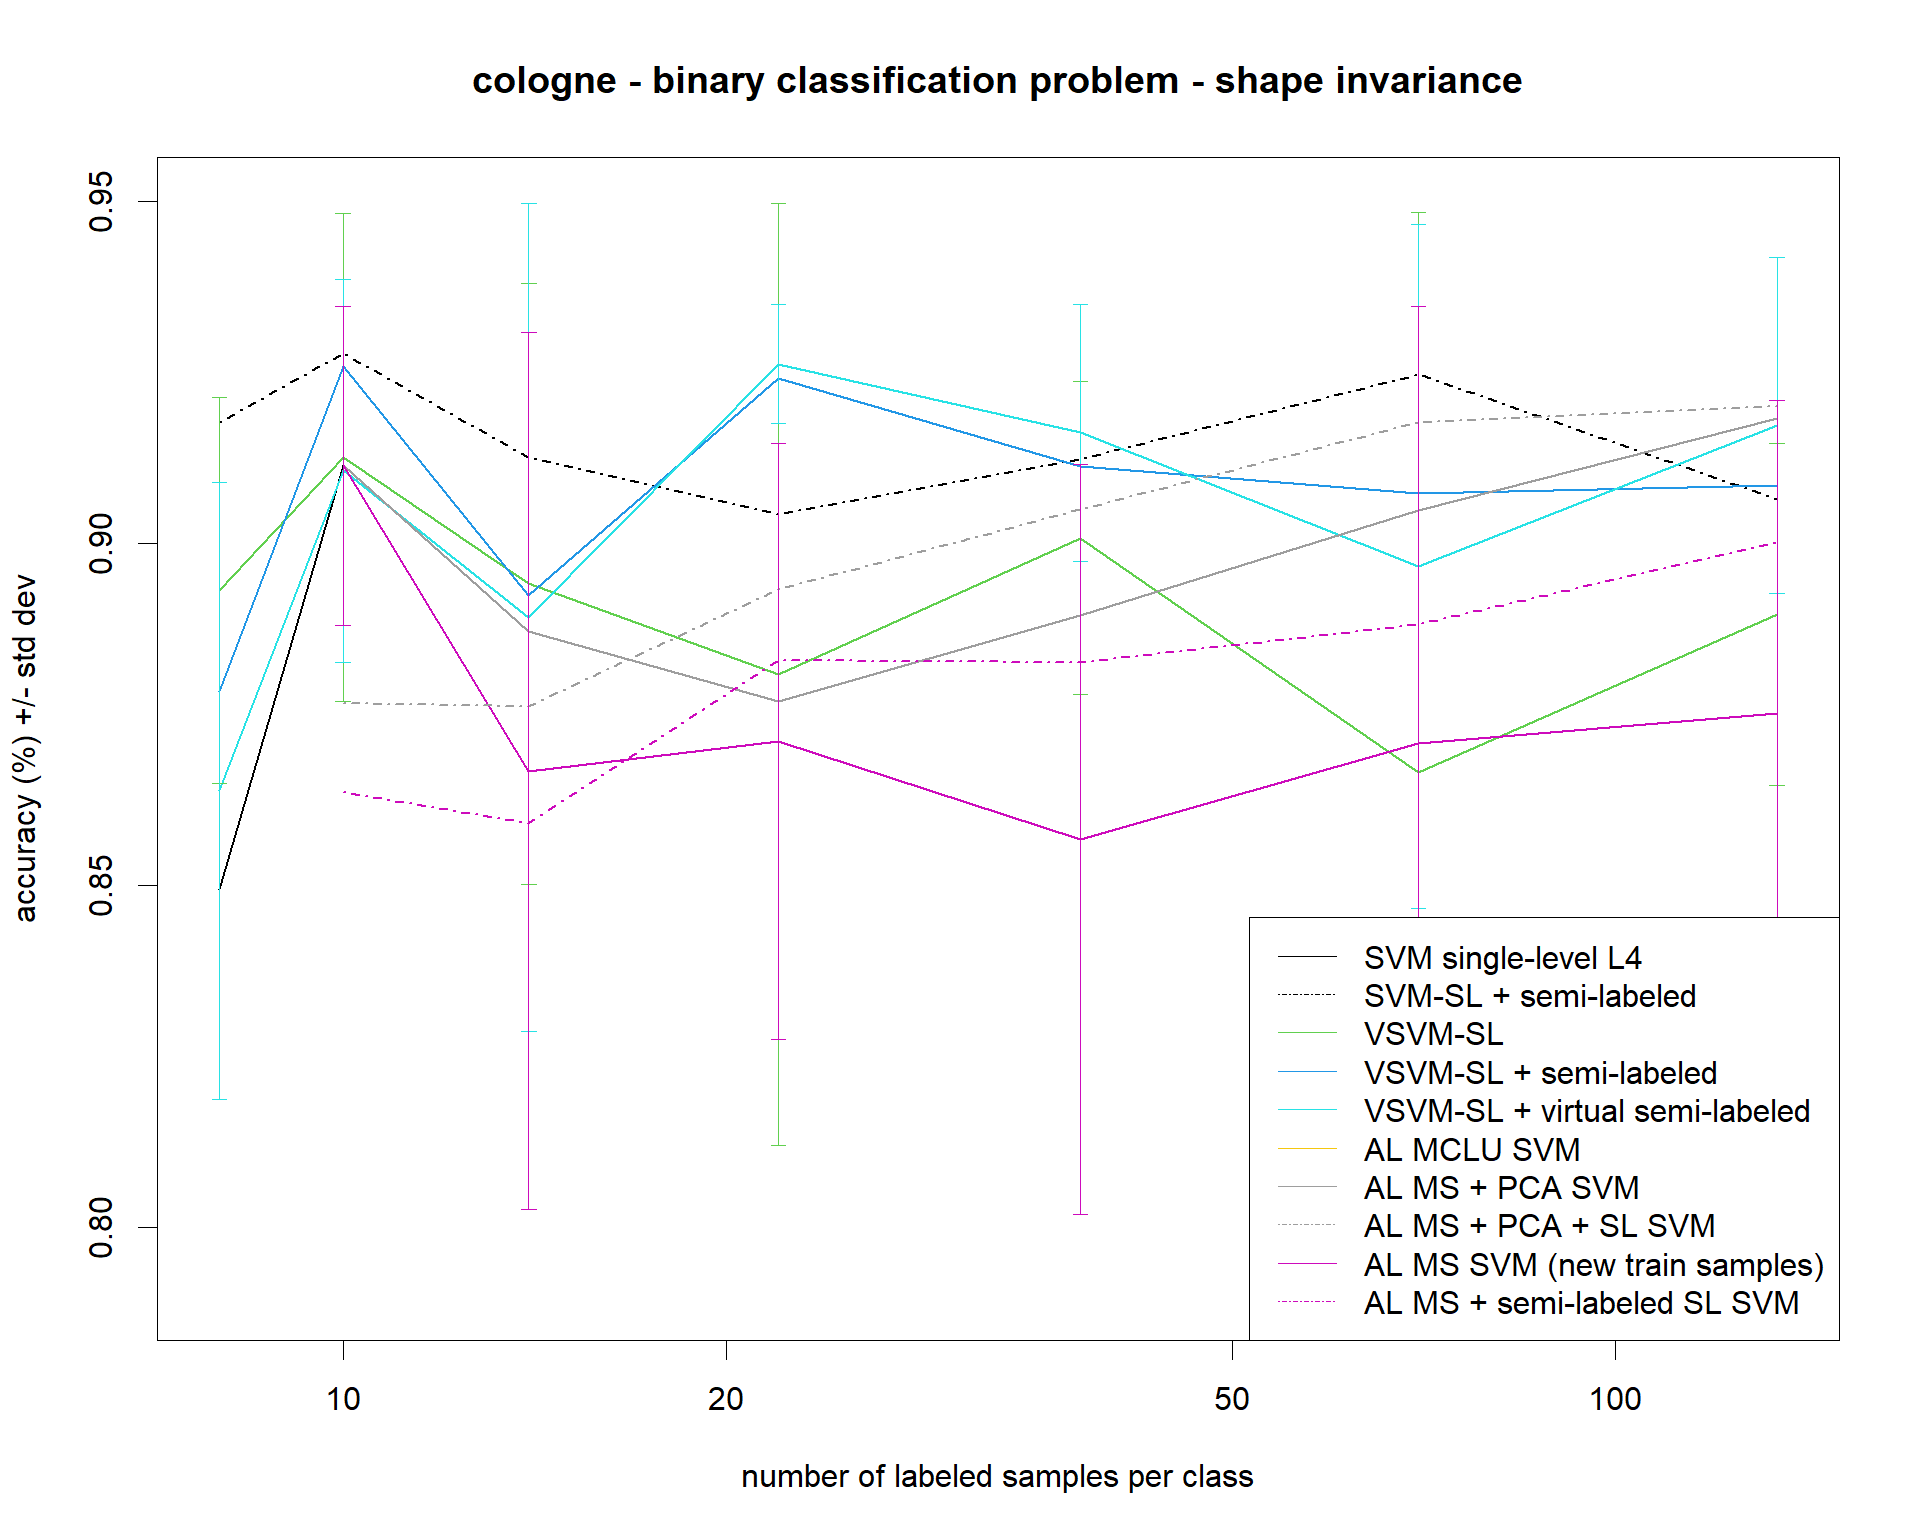 cologne - binary classification problem - shape invariance
accuracy (%) +/- std dev
0.95
0.90
0.85
0.80
SVM single-level L4
SVM-SL + semi-labeled
VSVM-SL
VSVM-SL + semi-labeled
VSVM-SL + virtual semi-labeled
AL MCLU SVM
AL MS + PCA SVM
AL MS + PCA + SL SVM
AL MS SVM (new train samples)
AL MS + semi-labeled SL SVM
10 20 50 100
number of labeled samples per class